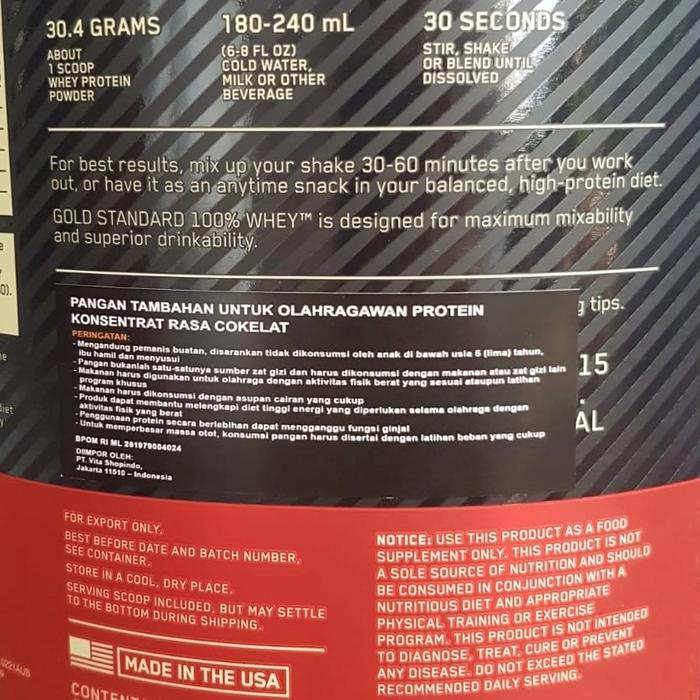 30.4 GRAMS
ABOUT
1 SCOOP
WHEY PROTEIN
POWDER
180-240 mL
(6-8 FL OZ)
COLD WATER,
MILK OR OTHER
BEVERAGE
30 SECONDS
STIR, SHAKE
OR BLEND UNTIL
DISSOLVED
For best results, mix up your shake 30-60 minutes after you work
out, or have it as an anytime snack in your balanced, high-protein diet.
GOLD STANDARD 100% WHEY™ is designed for maximum mixability
and superior drinkability.
g tips.
15
AL
PANGAN TAMBAHAN UNTUK OLAHRAGAWAN PROTEIN
KONSENTRAT RASA COKELAT
PERINGATAN:
- Mengandung pemanis buatan, disarankan tidak dikonsumsi oleh anak di bawah usia 5 (lima) tahun,
ibu hamil dan menyusui
- Pangan bukanlah satu-satunya sumber zat gizi dan harus dikonsumsi dengan makanan atau zat gizi lain
- Makanan harus digunakan untuk olahraga dengan aktivitas fisik berat yang sesuai ataupun latihan
program khusus
- Makanan harus dikonsumsi dengan asupan cairan yang cukup
- Produk dapat membantu melengkapi diet tinggi energi yang diperlukan selama olahraga dengan
aktivitas fisik yang berat
- Penggunaan protein secara berlebihan dapat mengganggu fungsi ginjal
- Untuk memperbesar massa otot, konsumsi pangan harus disertai dengan latihan beban yang cukup
BPOM RI ML 261979004024
DIIMPOR OLEH:
PT. Vita Shopindo,
Jakarta 11510 - Indonesia
FOR EXPORT ONLY.
BEST BEFORE DATE AND BATCH NUMBER,
SEE CONTAINER.
STORE IN A COOL, DRY PLACE.
SERVING SCOOP INCLUDED, BUT MAY SETTLE
TO THE BOTTOM DURING SHIPPING.
MADE IN THE USA
NOTICE: USE THIS PRODUCT AS A FOOD
SUPPLEMENT ONLY. THIS PRODUCT IS NOT
A SOLE SOURCE OF NUTRITION AND SHOULD
BE CONSUMED IN CONJUNCTION WITH A
NUTRITIOUS DIET AND APPROPRIATE
PHYSICAL TRAINING OR EXERCISE
PROGRAM. THIS PRODUCT IS NOT INTENDED
TO DIAGNOSE, TREAT, CURE OR PREVENT
ANY DISEASE. DO NOT EXCEED THE STATED
RECOMMENDED DAILY SERVING.